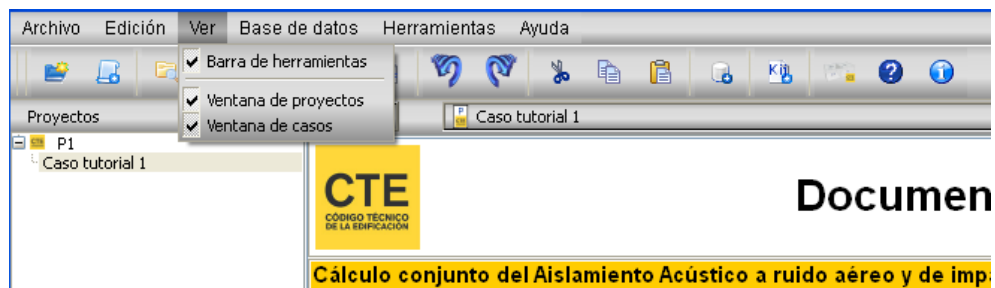 Archivo Edición Ver Base de datos Herramientas Ayuda
Barra de herramientas
Kit
Ventana de proyectos
Proyectos
Caso tutorial 1
Ventana de casos
P1
Caso tutorial 1
CTE
CÓDIGO TÉCNICO
DE LA EDIFICACIÓN
Documen
Cálculo conjunto del Aislamiento Acústico a ruido aéreo y de imp